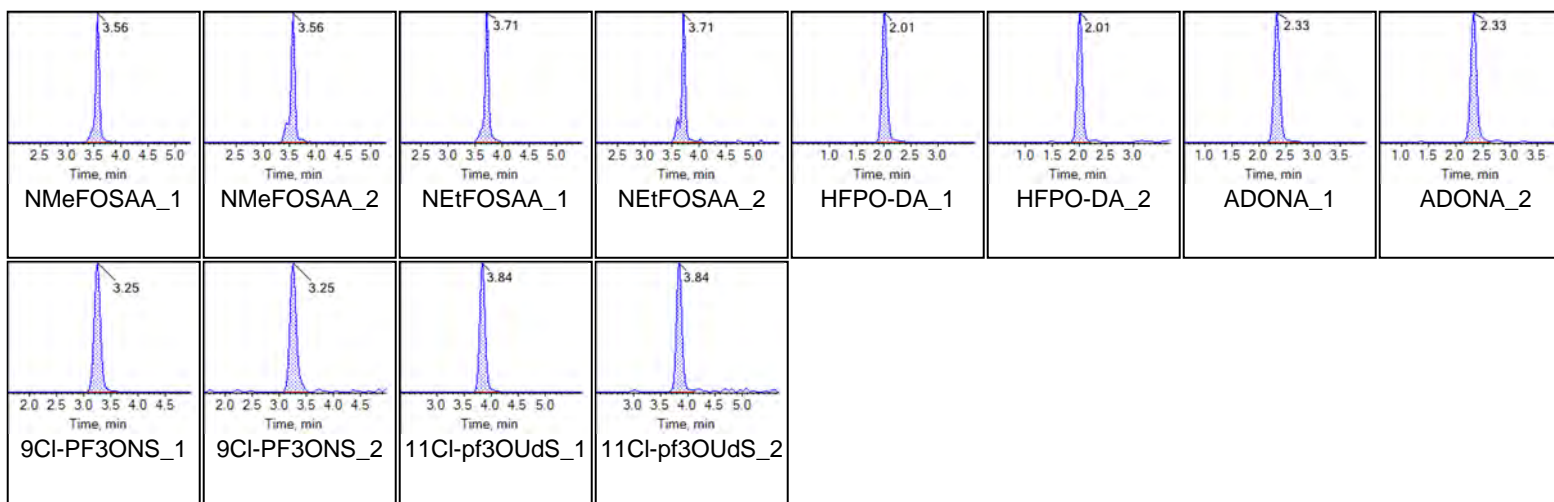 3.56 3.56 3.71 3.71 2.01 2.01 2.33 2.33
2.5 3.0 3.5 4.0 4.5 5.0 2.5 3.0 3.5 4.0 4.5 5.0 2.5 3.0 3.5 4.0 4.5 5.0 2.5 3.0 3.5 4.0 4.5 5.0 1.0 1.5 2.0 2.5 3.0 1.0 1.5 2.0 2.5 3.0 1.0 1.5 2.0 2.5 3.0 3.5 1.0 1.5 2.0 2.5 3.0 3.5
Time, min Time, min Time, min Time, min Time, min Time, min Time, min Time, min
NMeFOSAA_1 NMeFOSAA_2 NEtFOSAA_1 NEtFOSAA_2 HFPO-DA_1 HFPO-DA_2 ADONA_1 ADONA_2
3.25 3.25 3.84 3.84
2.0 2.5 3.0 3.5 4.0 4.5 2.0 2.5 3.0 3.5 4.0 4.5 3.0 3.5 4.0 4.5 5.0 3.0 3.5 4.0 4.5 5.0
Time, min Time, min Time, min Time, min
9Cl-PF3ONS_1 9Cl-PF3ONS_2 11Cl-pf3OUdS_1 11Cl-pf3OUdS_2